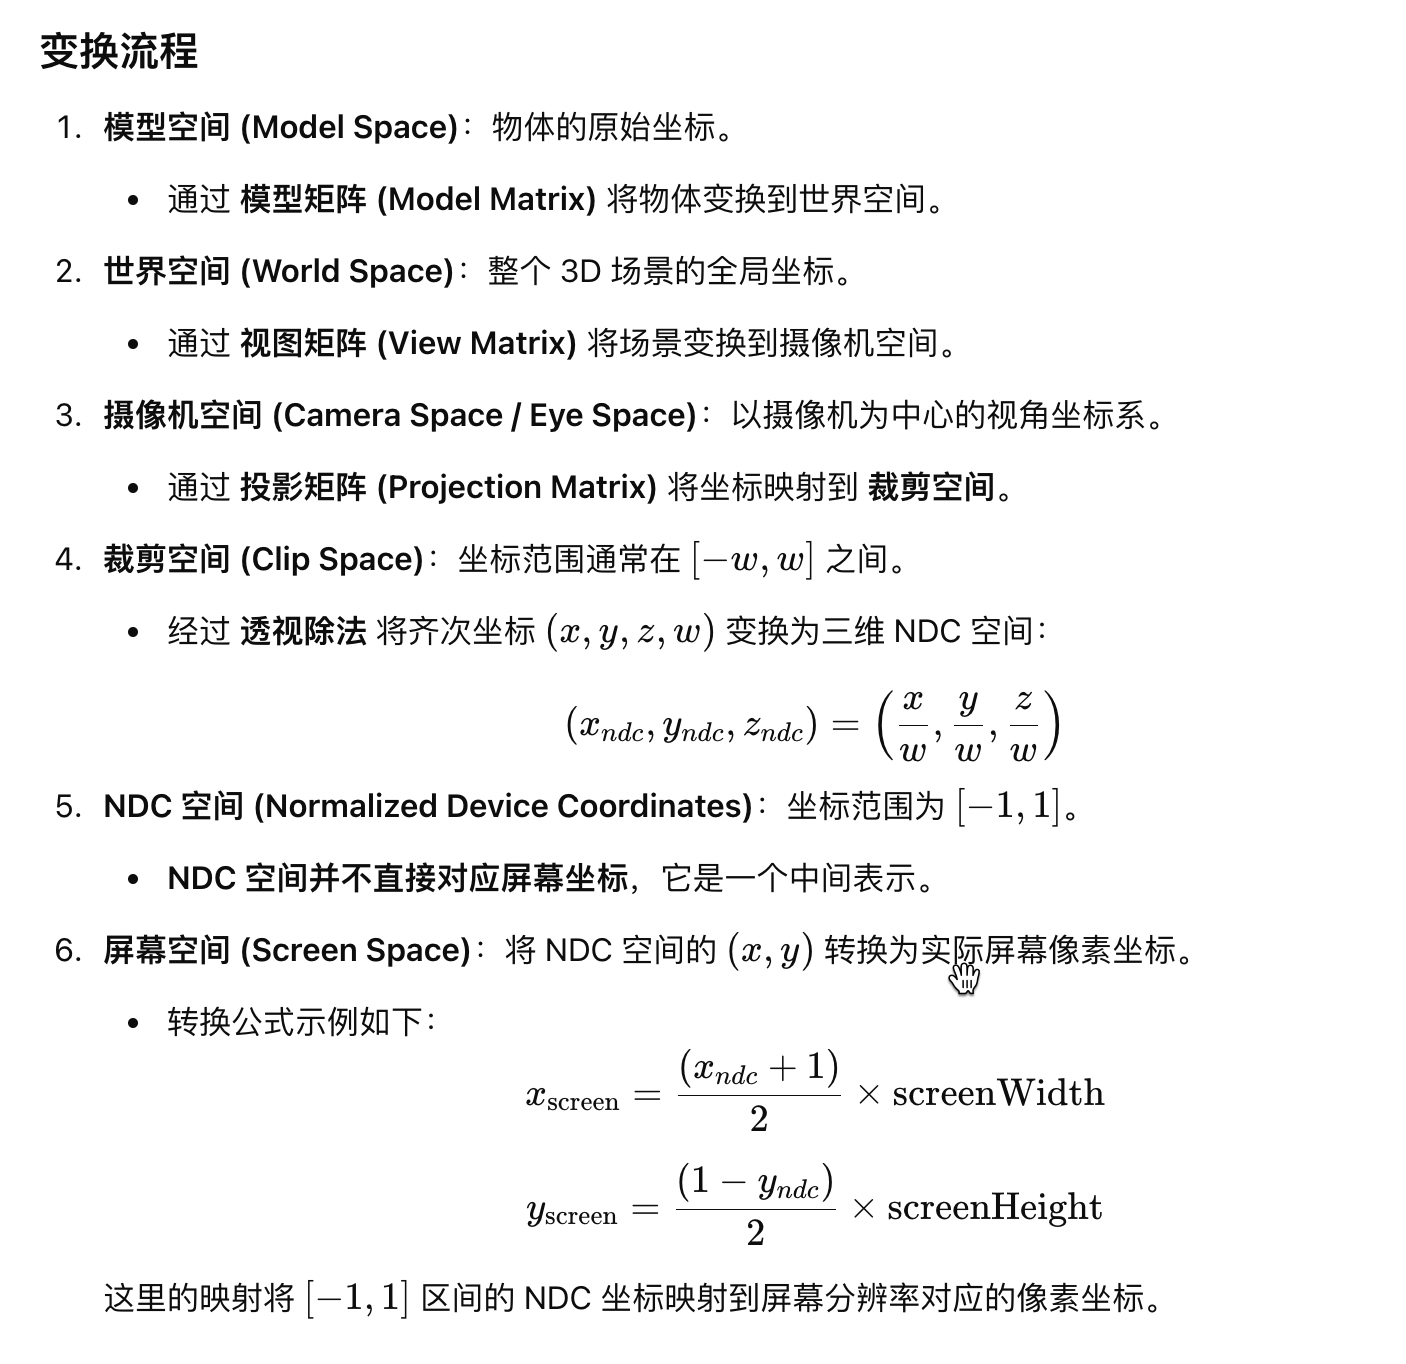 变换流程
1. 模型空间 (Model Space)：物体的原始坐标。
• 通过 模型矩阵 (Model Matrix) 将物体变换到世界空间。
2. 世界空间 (World Space)：整个 3D 场景的全局坐标。
• 通过 视图矩阵 (View Matrix) 将场景变换到摄像机空间。
3. 摄像机空间 (Camera Space / Eye Space)：以摄像机为中心的视角坐标系。
• 通过 投影矩阵 (Projection Matrix) 将坐标映射到 裁剪空间。
4. 裁剪空间 (Clip Space)：坐标范围通常在 [−w, w] 之间。
• 经过 透视除法 将齐次坐标 (x, y, z, w) 变换为三维 NDC 空间：
(x_{ndc}, y_{ndc}, z_{ndc}) = (x/w, y/w, z/w)
5. NDC 空间 (Normalized Device Coordinates)：坐标范围为 [−1, 1]。
• NDC 空间并不直接对应屏幕坐标，它是一个中间表示。
6. 屏幕空间 (Screen Space)：将 NDC 空间的 (x, y) 转换为实际屏幕像素坐标。
• 转换公式示例如下：
x_{screen} = (x_{ndc} + 1)/2 × screenWidth
y_{screen} = (1 − y_{ndc})/2 × screenHeight
这里的映射将 [−1, 1] 区间的 NDC 坐标映射到屏幕分辨率对应的像素坐标。